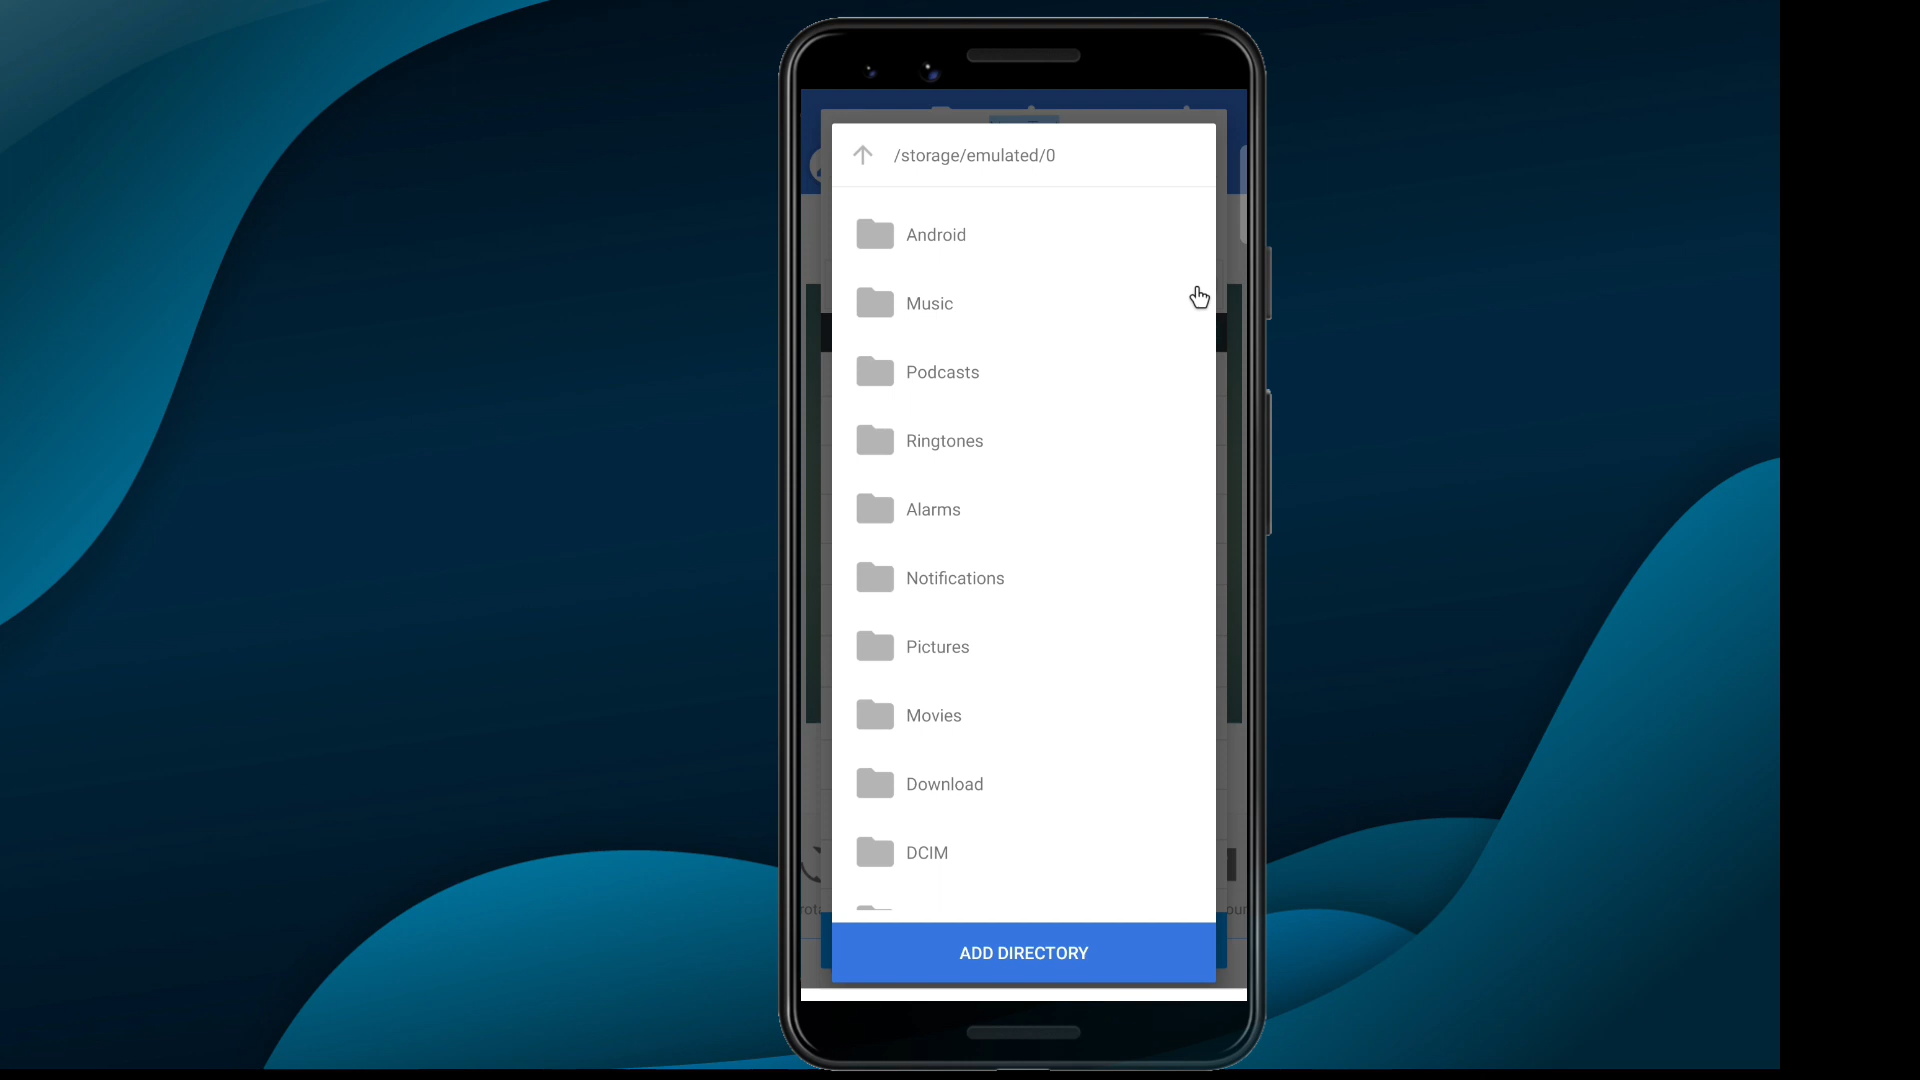 /storage/emulated/0
Android
Music
Podcasts
Ringtones
Alarms
Notifications
Pictures
Movies
Download
DCIM
ADD DIRECTORY